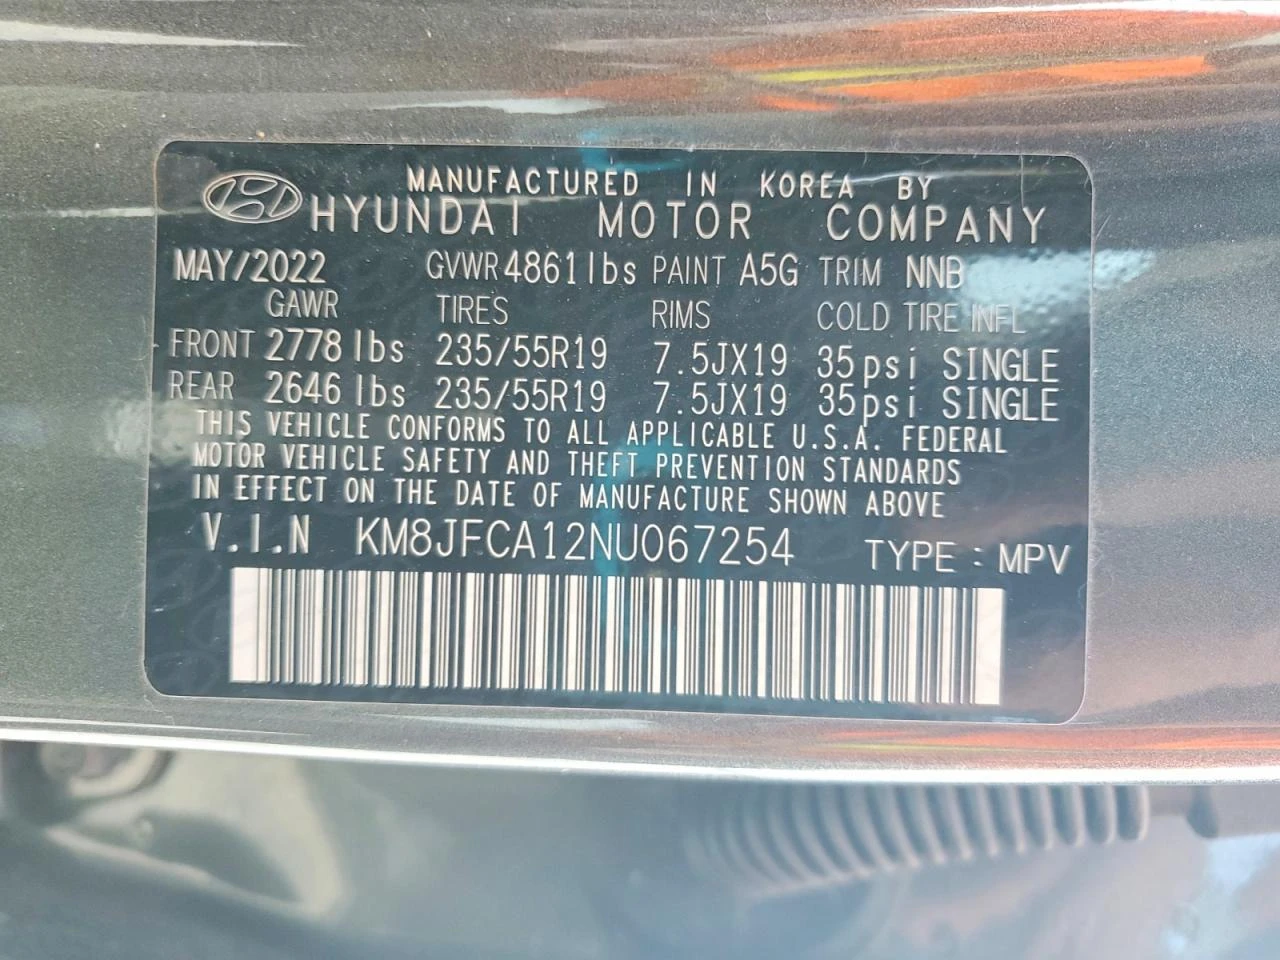 MANUFACTURED IN KOREA BY
HYUNDAI MOTOR COMPANY
MAY/2022 GVWR 4861lbs PAINT A5G TRIM NNB
GAWR TIRES RIMS COLD TIRE INFL
FRONT 2778 lbs 235/55R19 7.5JX19 35psi SINGLE
REAR 2646 lbs 235/55R19 7.5JX19 35psi SINGLE
THIS VEHICLE CONFORMS TO ALL APPLICABLE U.S.A. FEDERAL
MOTOR VEHICLE SAFETY AND THEFT PREVENTION STANDARDS
IN EFFECT ON THE DATE OF MANUFACTURE SHOWN ABOVE
V.I.N KM8JFCA12NU067254 TYPE : MPV